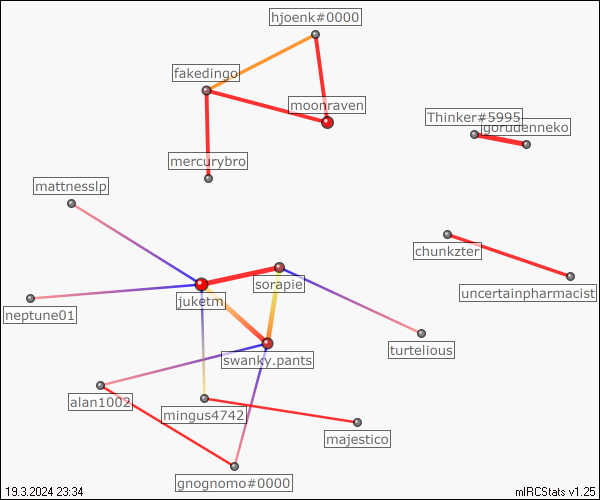 hjoenk#0000
fakedingo
moonraven
Thinker#5995
gorudenneko
mercurybro
mattnesslp
chunkzter
sorapie
uncertainpharmacist
juketrn
neptune01
turtelious
swanky.pants
alan1002
mingus4742
majestico
gnognomo#0000
19.3.2024 23:34
mIRCStats v1.25